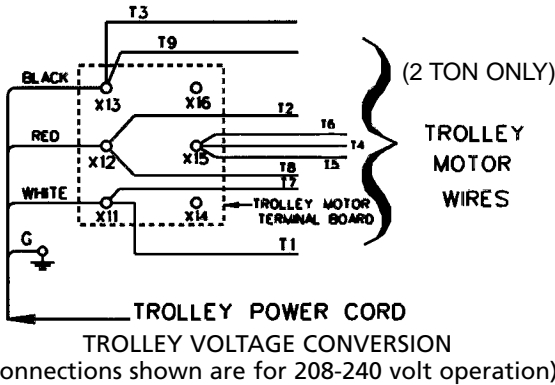 T3
T9
BLACK
(2 TON ONLY)
X13
X16
T2
T6
RED
T4
TROLLEY
X12
X15
T5
MOTOR
T8
WHITE
T7
WIRES
X11
X14
TROLLEY MOTOR
TERMINAL BOARD
G
T1
TROLLEY POWER CORD
TROLLEY VOLTAGE CONVERSION
onnections shown are for 208-240 volt operation)